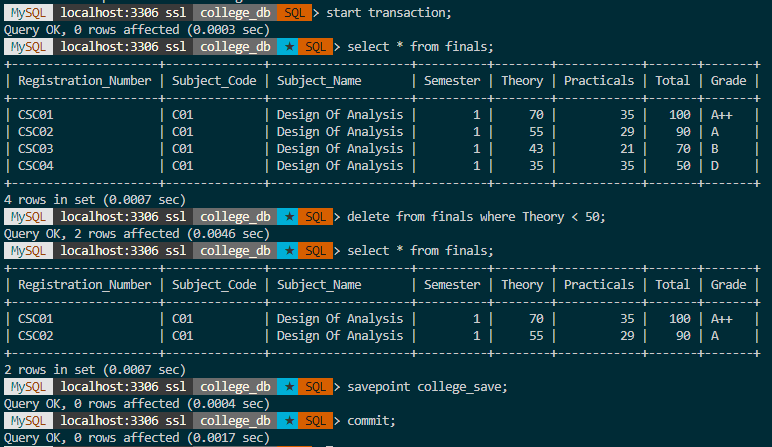 MySQL localhost:3306 ssl college_db SQL > start transaction;
Query OK, 0 rows affected (0.0003 sec)
MySQL localhost:3306 ssl college_db ★ SQL > select * from finals;
+---------------------+--------------+--------------------+----------+--------+------------+-------+-------+
| Registration_Number | Subject_Code | Subject_Name       | Semester | Theory | Practicals | Total | Grade |
+---------------------+--------------+--------------------+----------+--------+------------+-------+-------+
| CSC01               | C01          | Design Of Analysis |        1 |     70 |         35 |   100 | A++   |
| CSC02               | C01          | Design Of Analysis |        1 |     55 |         29 |    90 | A     |
| CSC03               | C01          | Design Of Analysis |        1 |     43 |         21 |    70 | B     |
| CSC04               | C01          | Design Of Analysis |        1 |     35 |         35 |    50 | D     |
+---------------------+--------------+--------------------+----------+--------+------------+-------+-------+
4 rows in set (0.0007 sec)
MySQL localhost:3306 ssl college_db ★ SQL > delete from finals where Theory < 50;
Query OK, 2 rows affected (0.0046 sec)
MySQL localhost:3306 ssl college_db ★ SQL > select * from finals;
+---------------------+--------------+--------------------+----------+--------+------------+-------+-------+
| Registration_Number | Subject_Code | Subject_Name       | Semester | Theory | Practicals | Total | Grade |
+---------------------+--------------+--------------------+----------+--------+------------+-------+-------+
| CSC01               | C01          | Design Of Analysis |        1 |     70 |         35 |   100 | A++   |
| CSC02               | C01          | Design Of Analysis |        1 |     55 |         29 |    90 | A     |
+---------------------+--------------+--------------------+----------+--------+------------+-------+-------+
2 rows in set (0.0007 sec)
MySQL localhost:3306 ssl college_db ★ SQL > savepoint college_save;
Query OK, 0 rows affected (0.0004 sec)
MySQL localhost:3306 ssl college_db ★ SQL > commit;
Query OK, 0 rows affected (0.0017 sec)